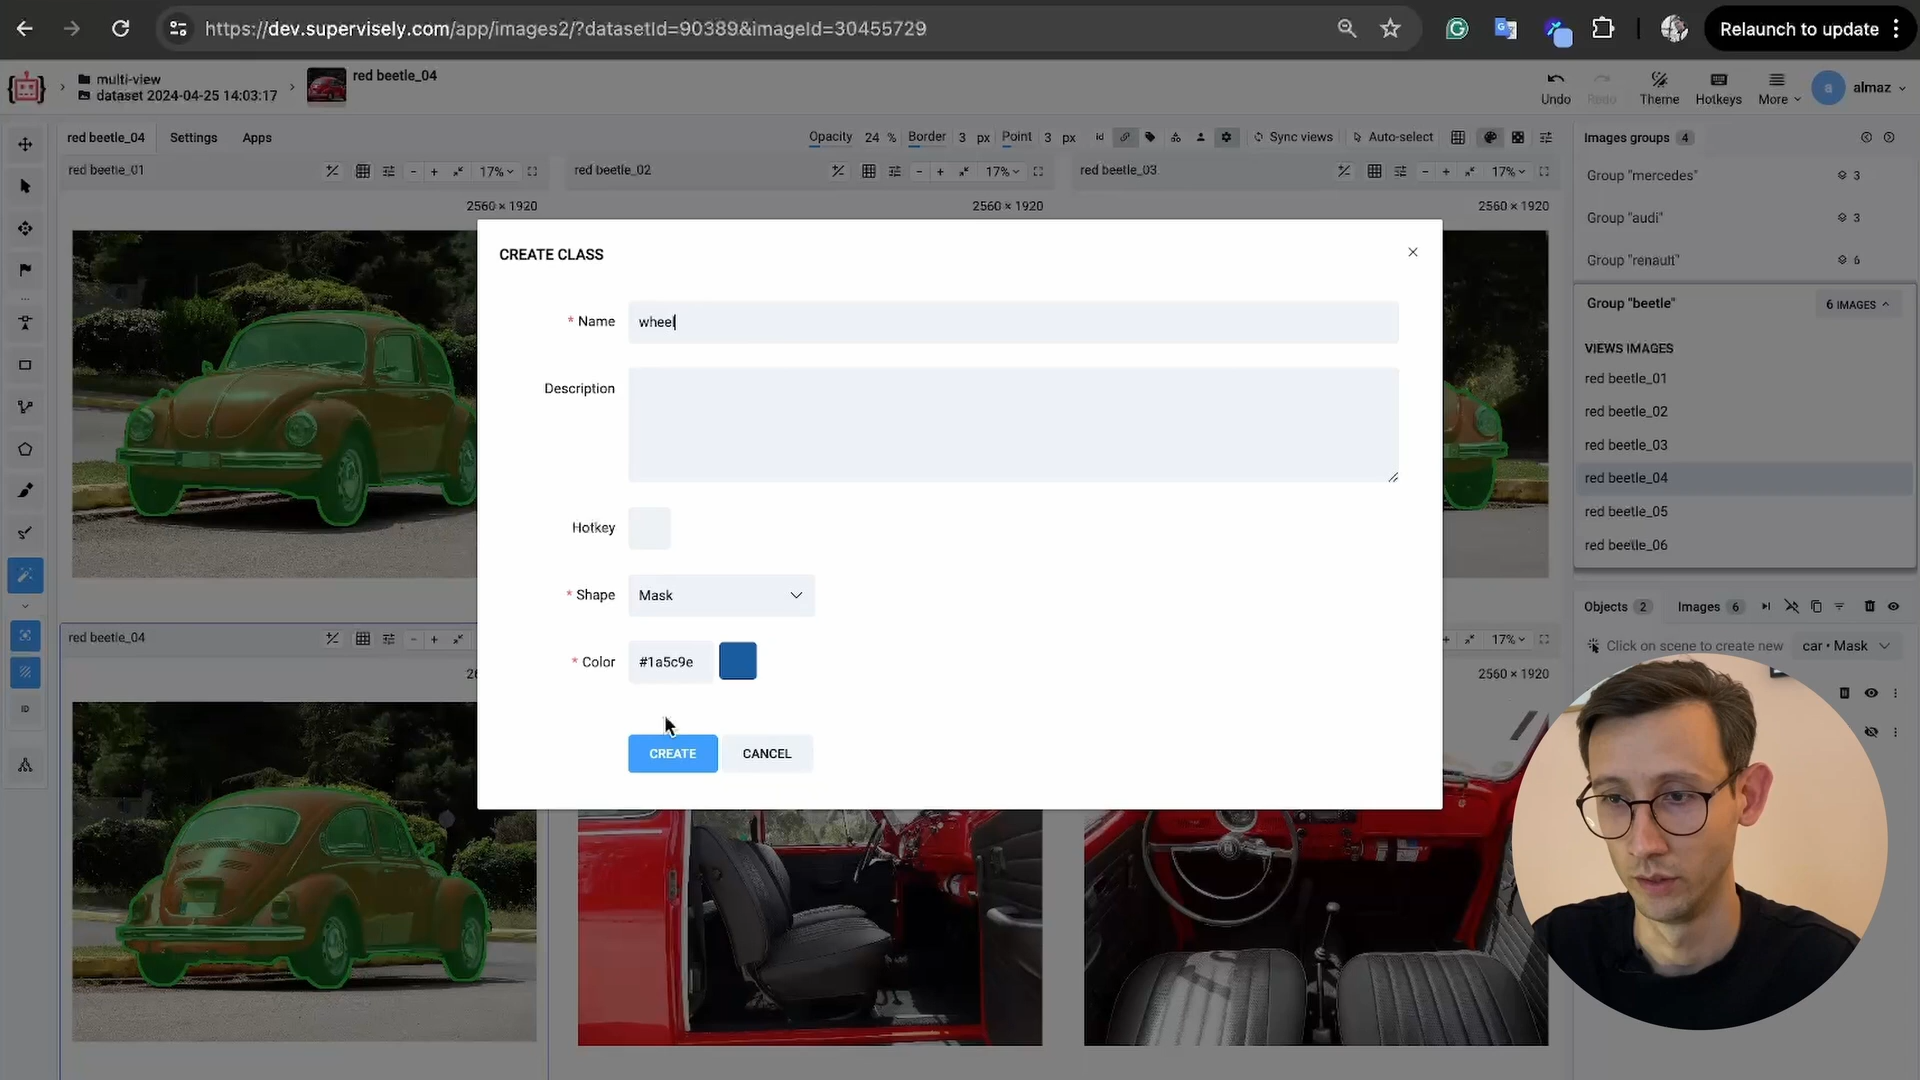 https://dev.supervisely.com/app/images2/?datasetId=90389&imageId=30455729
Relaunch to update
multi-view
dataset 2024-04-25 14:03:17
red beetle_04
Undo
Redo
Theme
Hotkeys
More
a
almaz
red beetle_04
Settings
Apps
Opacity 24 %
Border 3 px
Point 3 px
id
Sync views
Auto-select
Images groups 4
red beetle_01
17%
red beetle_02
17%
red beetle_03
17%
Group "mercedes"
3
2560 × 1920
2560 × 1920
2560 × 1920
Group "audi"
3
Group "renault"
6
Group "beetle"
6 IMAGES
VIEWS IMAGES
red beetle_01
red beetle_02
red beetle_03
red beetle_04
red beetle_05
red beetle_06
CREATE CLASS
* Name
wheel
Description
Hotkey
* Shape
Mask
* Color
#1a5c9e
CREATE
CANCEL
red beetle_04
17%
2560 × 1920
Objects 2
Images 6
Click on scene to create new
car • Mask
ID